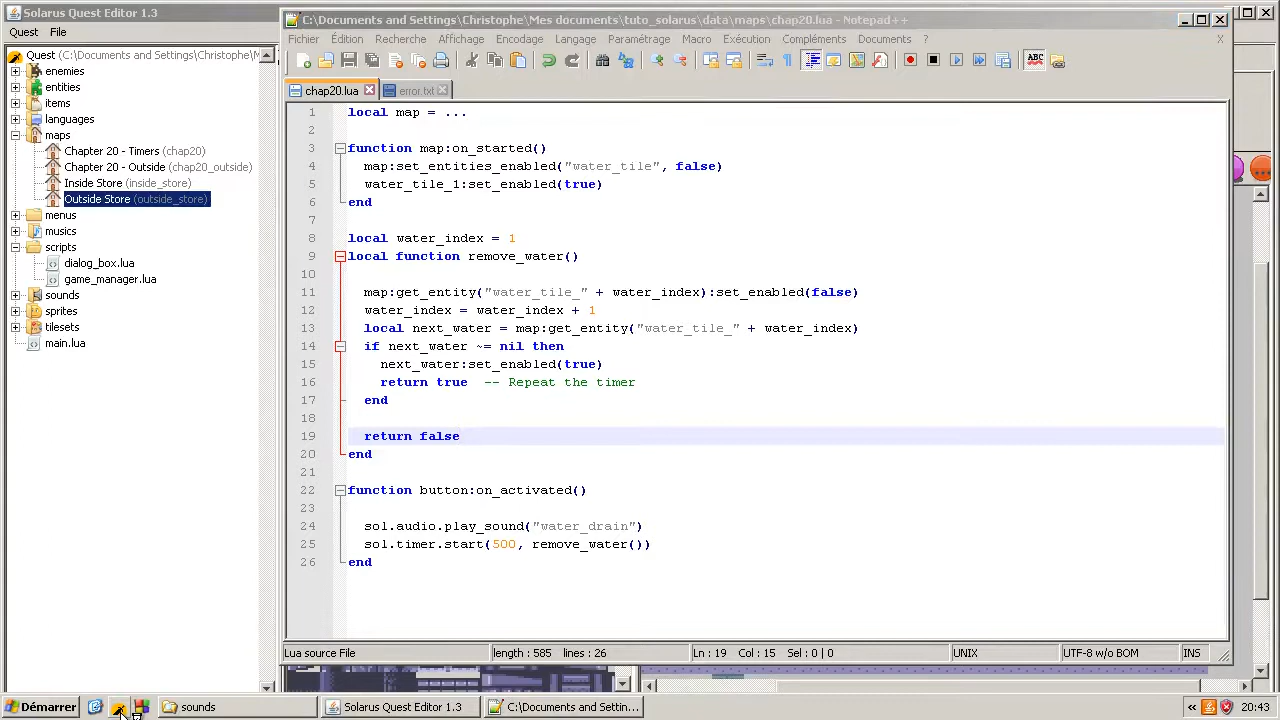 Solarus Quest Editor 1.3
Quest File
Quest (C:\Documents and Settings\Christophe\M
enemies
entities
items
languages
maps
Chapter 20 - Timers (chap20)
Chapter 20 - Outside (chap20_outside)
Inside Store (inside_store)
Outside Store (outside_store)
menus
musics
scripts
dialog_box.lua
game_manager.lua
sounds
sprites
tilesets
main.lua
C:\Documents and Settings\Christophe\Mes documents\tuto_solarus\data\maps\chap20.lua - Notepad++
Fichier Édition Recherche Affichage Encodage Langage Paramétrage Macro Exécution Compléments Documents ? X
chap20.lua error.txt
1 local map = ...
2
3 function map:on_started()
4 map:set_entities_enabled("water_tile", false)
5 water_tile_1:set_enabled(true)
6 end
7
8 local water_index = 1
9 local function remove_water()
10
11 map:get_entity("water_tile_" + water_index):set_enabled(false)
12 water_index = water_index + 1
13 local next_water = map:get_entity("water_tile_" + water_index)
14 if next_water ~= nil then
15 next_water:set_enabled(true)
16 return true -- Repeat the timer
17 end
18
19 return false
20 end
21
22 function button:on_activated()
23
24 sol.audio.play_sound("water_drain")
25 sol.timer.start(500, remove_water())
26 end
Lua source File length : 585 lines : 26 Ln : 19 Col : 15 Sel : 0 | 0 UNIX UTF-8 w/o BOM INS
Démarrer sounds Solarus Quest Editor 1.3 C:\Documents and Settin... « 20:43